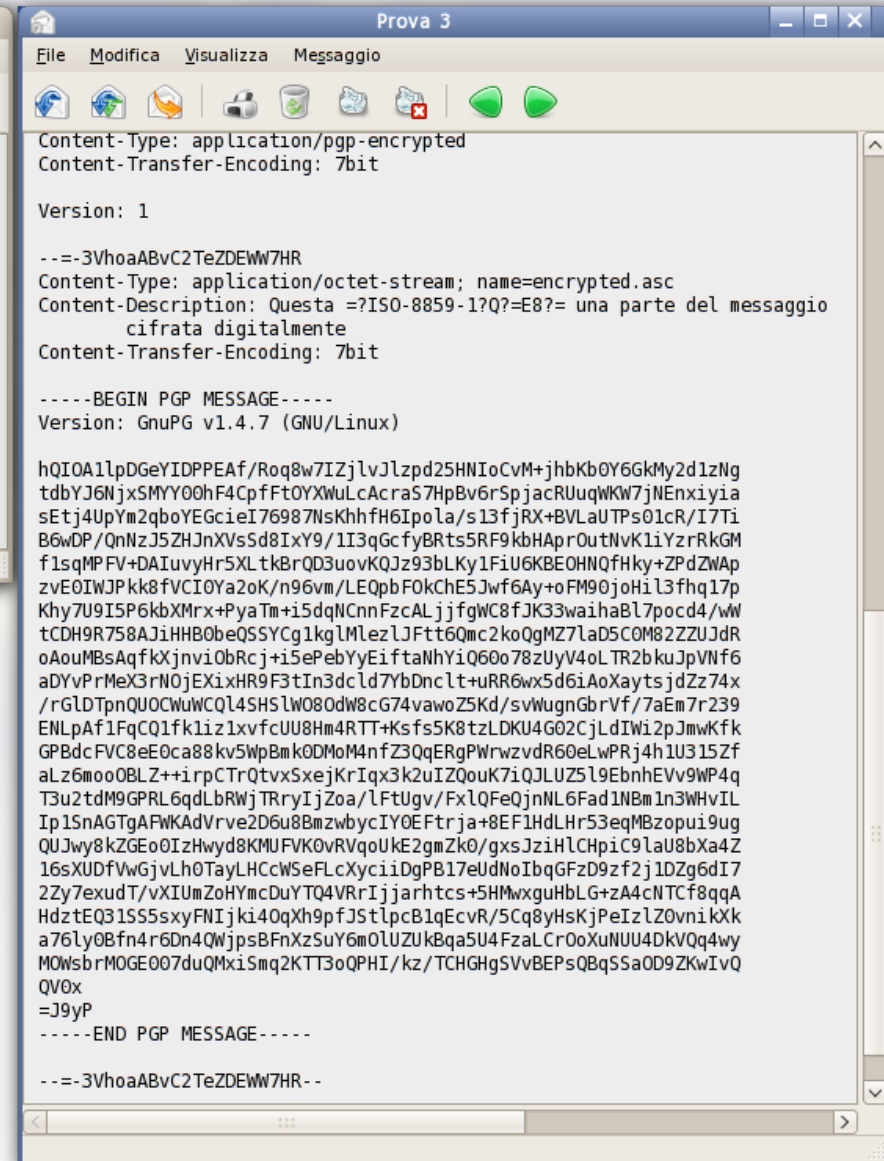 Prova 3
File Modifica Visualizza Messaggio
Content-Type: application/pgp-encrypted
Content-Transfer-Encoding: 7bit
Version: 1
--=-3VhoaABvC2TeZDEWW7HR
Content-Type: application/octet-stream; name=encrypted.asc
Content-Description: Questa =?ISO-8859-1?Q?=E8?= una parte del messaggio
cifrata digitalmente
Content-Transfer-Encoding: 7bit
-----BEGIN PGP MESSAGE-----
Version: GnuPG v1.4.7 (GNU/Linux)
hQIOA1lpDGeYIDPPEAf/Roq8w7IZjlvJlzpd25HNIoCvM+jhbKb0Y6GkMy2d1zNg
tdbYJ6NjxSMYY00hF4CpfFtOYXWuLcAcraS7HpBv6rSpjacRUuqWKW7jNEnxiyia
sEtj4UpYm2qboYEGcieI76987NsKhhfH6Ipola/s13fjRX+BVLaUTPs01cR/I7Ti
B6wDP/QnNzJ5ZHJnXVsSd8IxY9/1I3qGcfyBRts5RF9kbHAprOutNvK1iYzrRkGM
f1sqMPFV+DAIuvyHr5XLtkBrQD3uovKQJz93bLKy1FiU6KBEOHNQfHky+ZPdZWAp
zvE0IWJPkk8fVCI0Ya2oK/n96vm/LEQpbFOkChE5Jwf6Ay+oFM90joHil3fhq17p
Khy7U9I5P6kbXMrx+PyaTm+i5dqNCnnFzcALjjfgWC8fJK33waihaBl7pocd4/wW
tCDH9R758AJiHHB0beQSSYCg1kglMlezlJFtt6Qmc2koQgMZ7laD5C0M82ZZUJdR
oAouMBsAqfkXjnviObRcj+i5ePebYyEiftaNhYiQ60o78zUyV4oLTR2bkuJpVNf6
aDYvPrMeX3rNOjEXixHR9F3tIn3dcld7YbDnclt+uRR6wx5d6iAoXaytsjdZz74x
/rGlDTpnQUOCWuWCQl4SHSlWO8OdW8cG74vawoZ5Kd/svWugnGbrVf/7aEm7r239
ENLpAf1FqCQ1fk1iz1xvfcUU8Hm4RTT+Ksfs5K8tzLDKU4G02CjLdIWi2pJmwKfk
GPBdcFVC8eE0ca88kv5WpBmk0DMoM4nfZ3QqERgPWrwzvdR60eLwPRj4h1U315Zf
aLz6mooOBLZ++irpCTrQtvxSxejKrIqx3k2uIZQouK7iQJLUZ5l9EbnhEVv9WP4q
T3u2tdM9GPRL6qdLbRWjTRryIjZoa/lFtUgv/FxlQFeQjnNL6Fad1NBm1n3WHvIL
Ip1SnAGTgAFWKAdVrve2D6u8BmzwbycIYOEFtrja+8EF1HdLHr53eqMBzopui9ug
QUJwy8kZGEo0IzHwyd8KMUFVK0vRVqoUkE2gmZk0/gxsJziHlCHpiC9laU8bXa4Z
16sXUDfVwGjvLh0TayLHCcWSeFLcXyciiDgPB17eUdNoIbqGFzD9zf2j1DZg6dI7
2Zy7exudT/vXIUmZoHYmcDuYTQ4VRrIjjarhtcs+5HMwxguHbLG+zA4cNTCf8qqA
HdztEQ31SS5sxyFNIjki4OqXh9pfJStlpcB1qEcvR/5Cq8yHsKjPeIzlZ0vnikXk
a76ly0Bfn4r6Dn4QWjpsBFnXzSuY6mOlUZUkBqa5U4FzaLCrOoXuNUU4DkVQq4wy
MOWsbrMOGE007duQMxiSmq2KTT3oQPHI/kz/TCHGHgSVvBEPsQBqSSaOD9ZKwIvQ
QV0x
=J9yP
-----END PGP MESSAGE-----
--=-3VhoaABvC2TeZDEWW7HR--